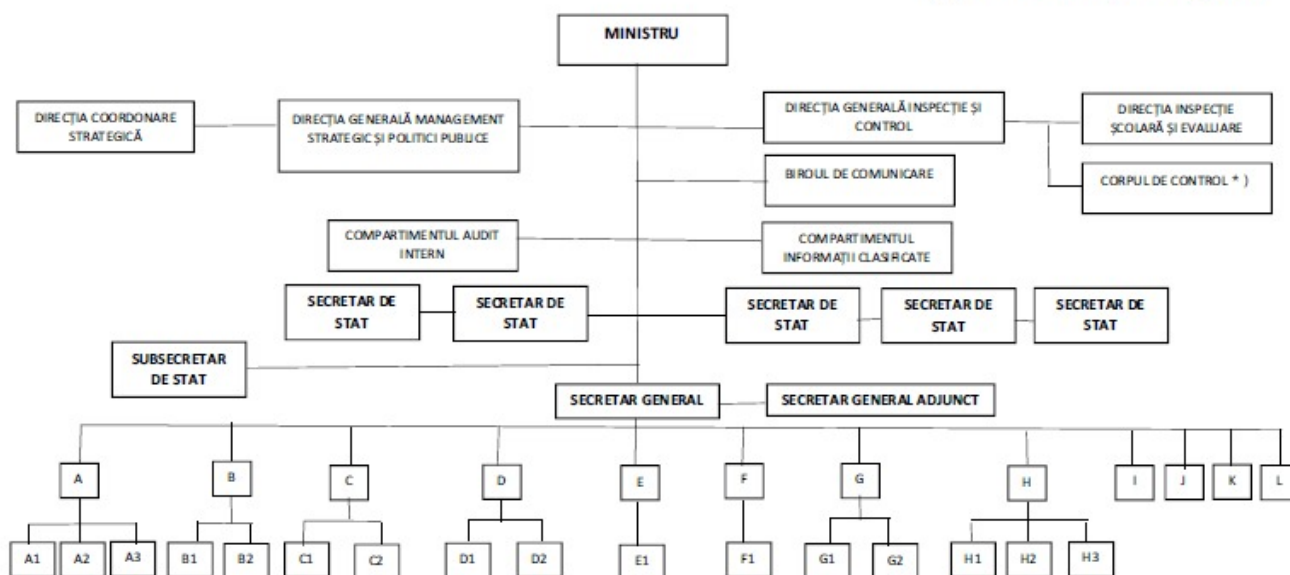 MINISTRU
DIRECȚIA COORDONARE
STRATEGICĂ
DIRECȚIA GENERALĂ MANAGEMENT
STRATEGIC ȘI POLITICI PUBLICE
DIRECȚIA GENERALĂ INSPECȚIE ȘI
CONTROL
DIRECȚIA INSPECȚIE
ȘCOLARĂ ȘI EVALUARE
BIROUL DE COMUNICARE
CORPUL DE CONTROL * )
COMPARTIMENTUL AUDIT
INTERN
COMPARTIMENTUL
INFORMAȚII CLASIFICATE
SECRETAR DE
STAT
SECRETAR DE
STAT
SECRETAR DE
STAT
SECRETAR DE
STAT
SECRETAR DE
STAT
SUBSECRETAR
DE STAT
SECRETAR GENERAL
SECRETAR GENERAL ADJUNCT
A
B
C
D
E
F
G
H
I
J
K
L
A1
A2
A3
B1
B2
C1
C2
D1
D2
E1
F1
G1
G2
H1
H2
H3